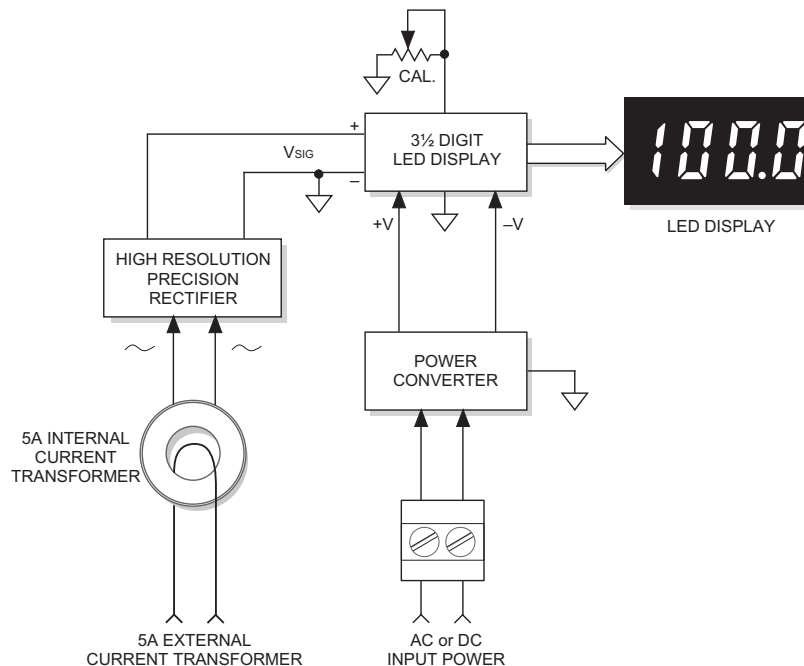 CAL.
+
VSIG
–
3½ DIGIT
LED DISPLAY
100.0
LED DISPLAY
+V
–V
HIGH RESOLUTION
PRECISION
RECTIFIER
POWER
CONVERTER
5A INTERNAL
CURRENT
TRANSFORMER
5A EXTERNAL
CURRENT TRANSFORMER
AC or DC
INPUT POWER